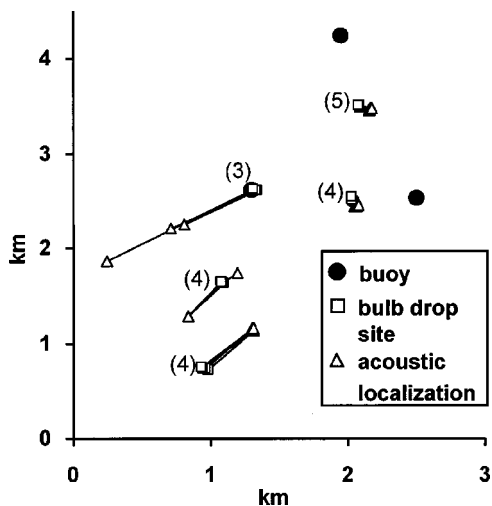 4
(5)
3
(3)
(4)
km
2
buoy
(4)
bulb drop
site
1
acoustic
(4)
localization
0
0
1
2
3
km